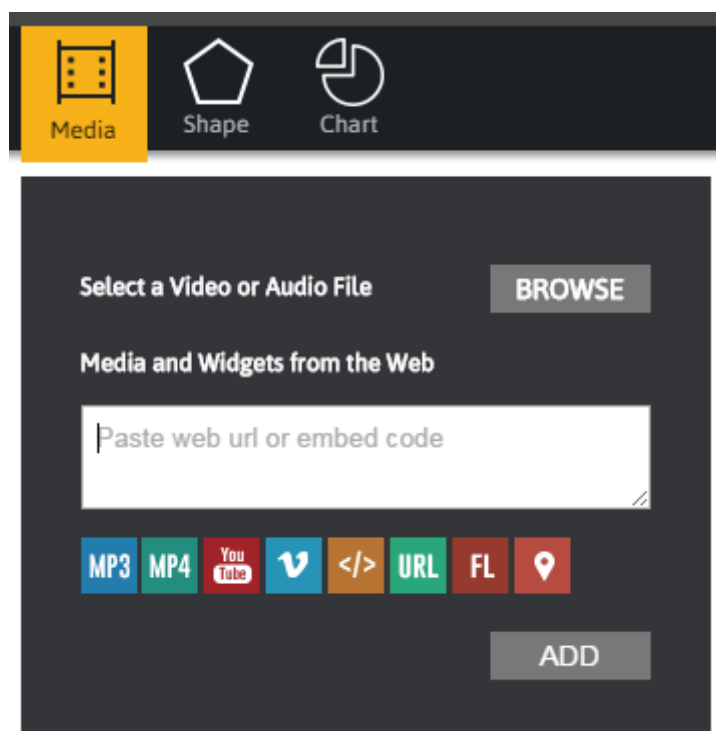 Media Shape Chart
Select a Video or Audio File BROWSE
Media and Widgets from the Web
Paste web url or embed code
MP3 MP4 You Tube V </> URL FL
ADD